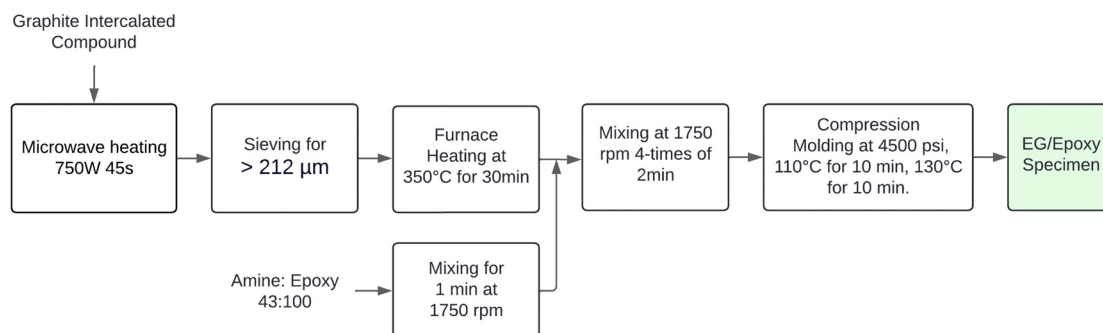 Graphite Intercalated
Compound
Microwave heating
750W 45s
Sieving for
> 212 µm
Furnace
Heating at
350°C for 30min
Mixing at 1750
rpm 4-times of
2min
Compression
Molding at 4500 psi,
110°C for 10 min, 130°C
for 10 min.
EG/Epoxy
Specimen
Amine: Epoxy
43:100
Mixing for
1 min at
1750 rpm